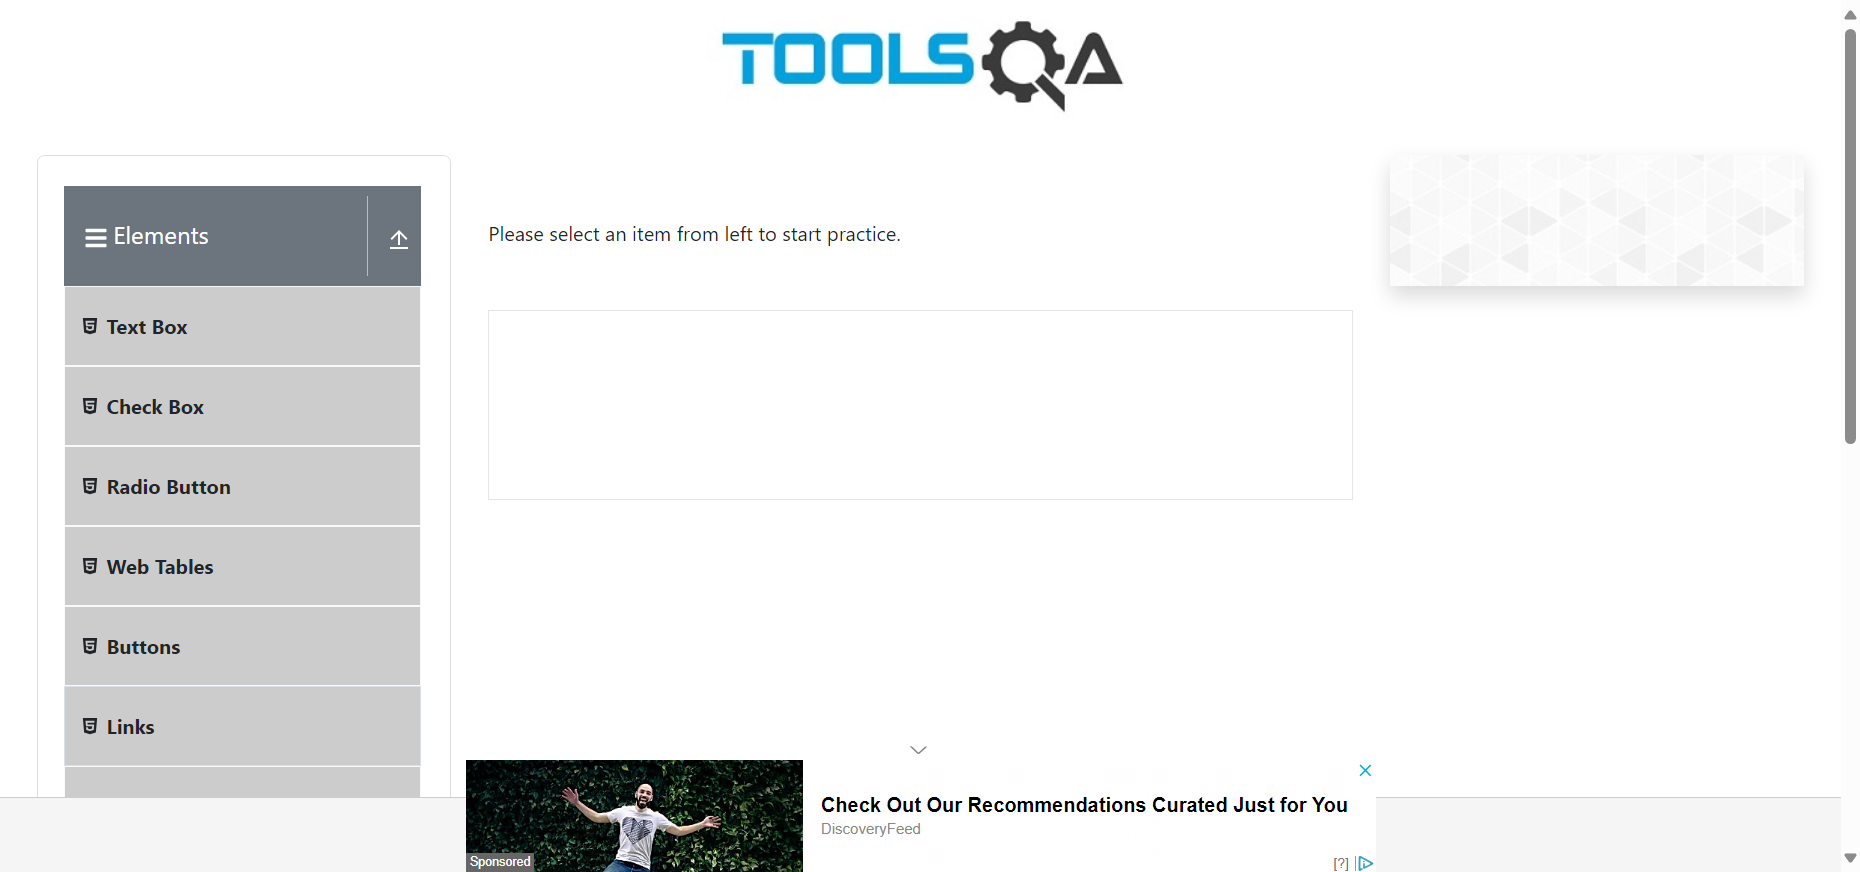 TOOLSQA
Elements
Please select an item from left to start practice.
Text Box
Check Box
Radio Button
Web Tables
Buttons
Links
Check Out Our Recommendations Curated Just for You
DiscoveryFeed
Sponsored
[?]